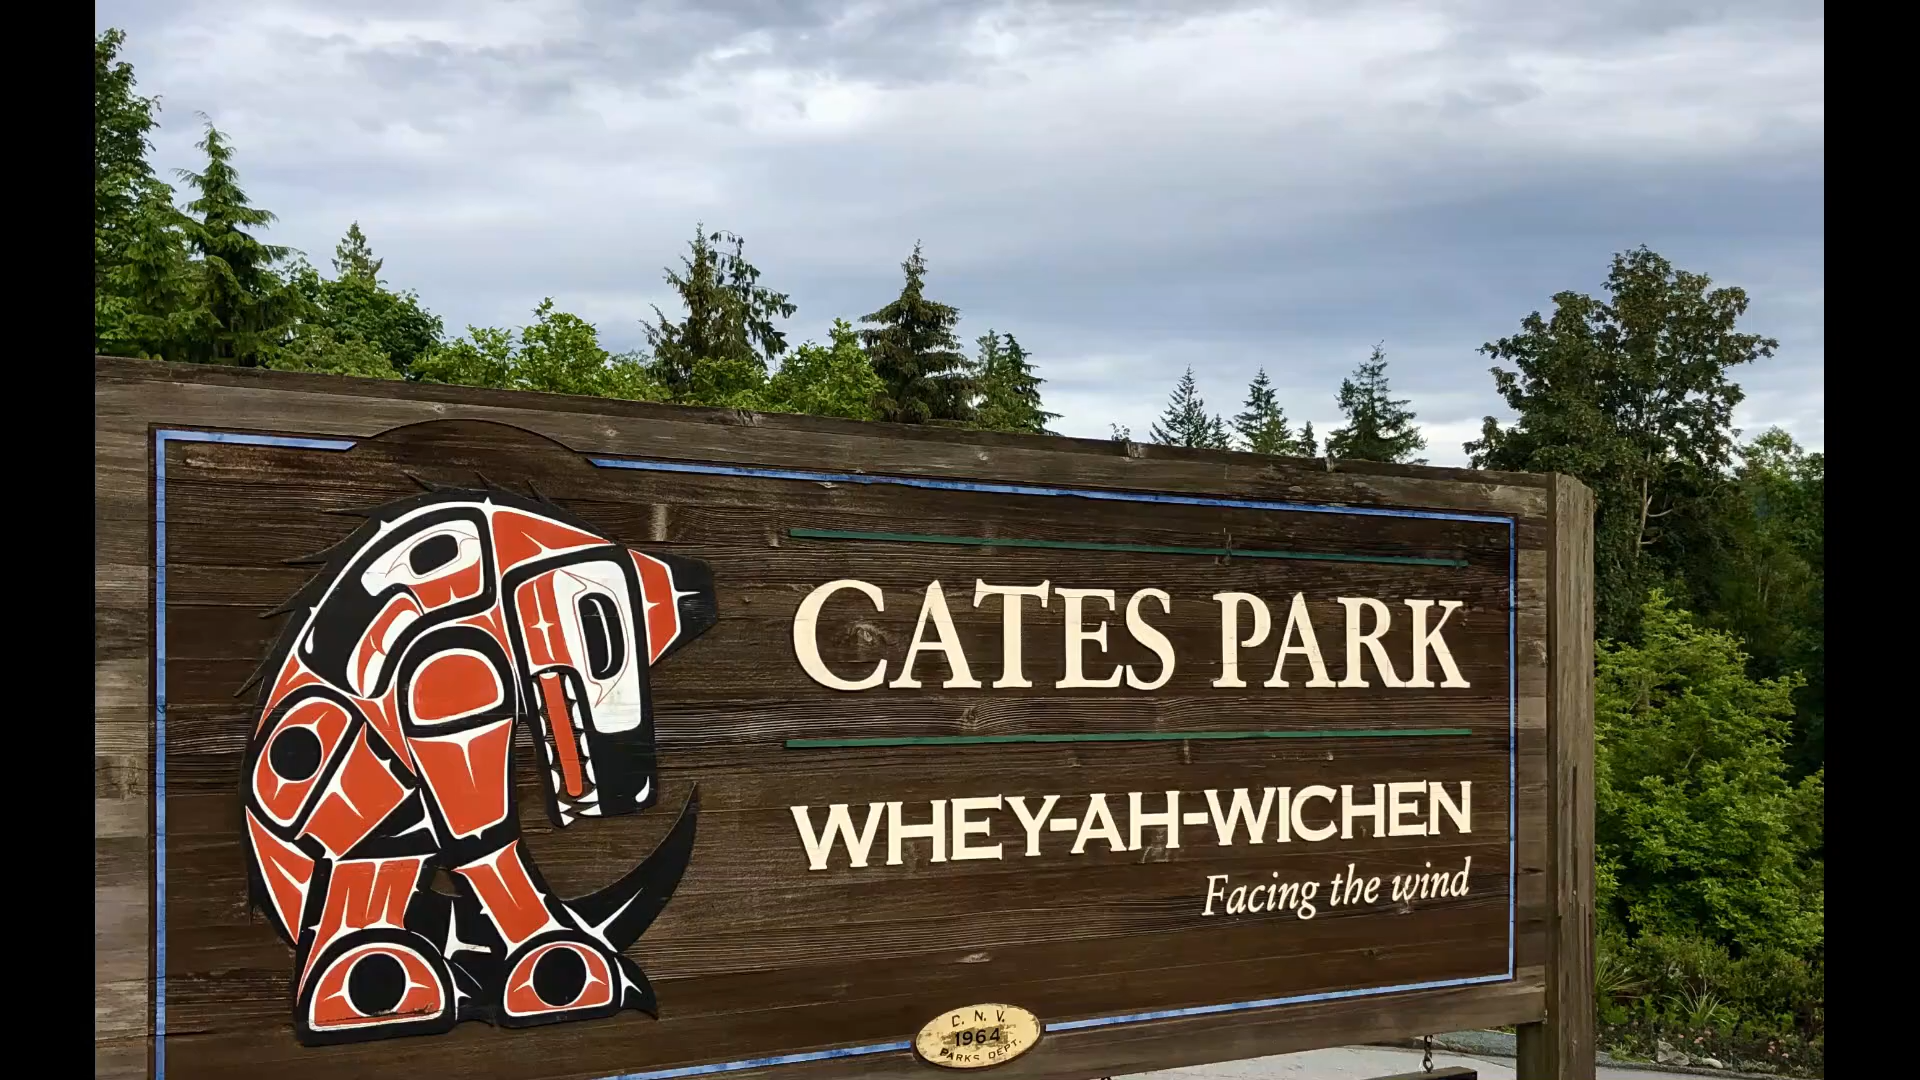 CATES PARK
WHEY-AH-WICHEN
Facing the wind
C. N. V.
1964
PARKS DEPT.